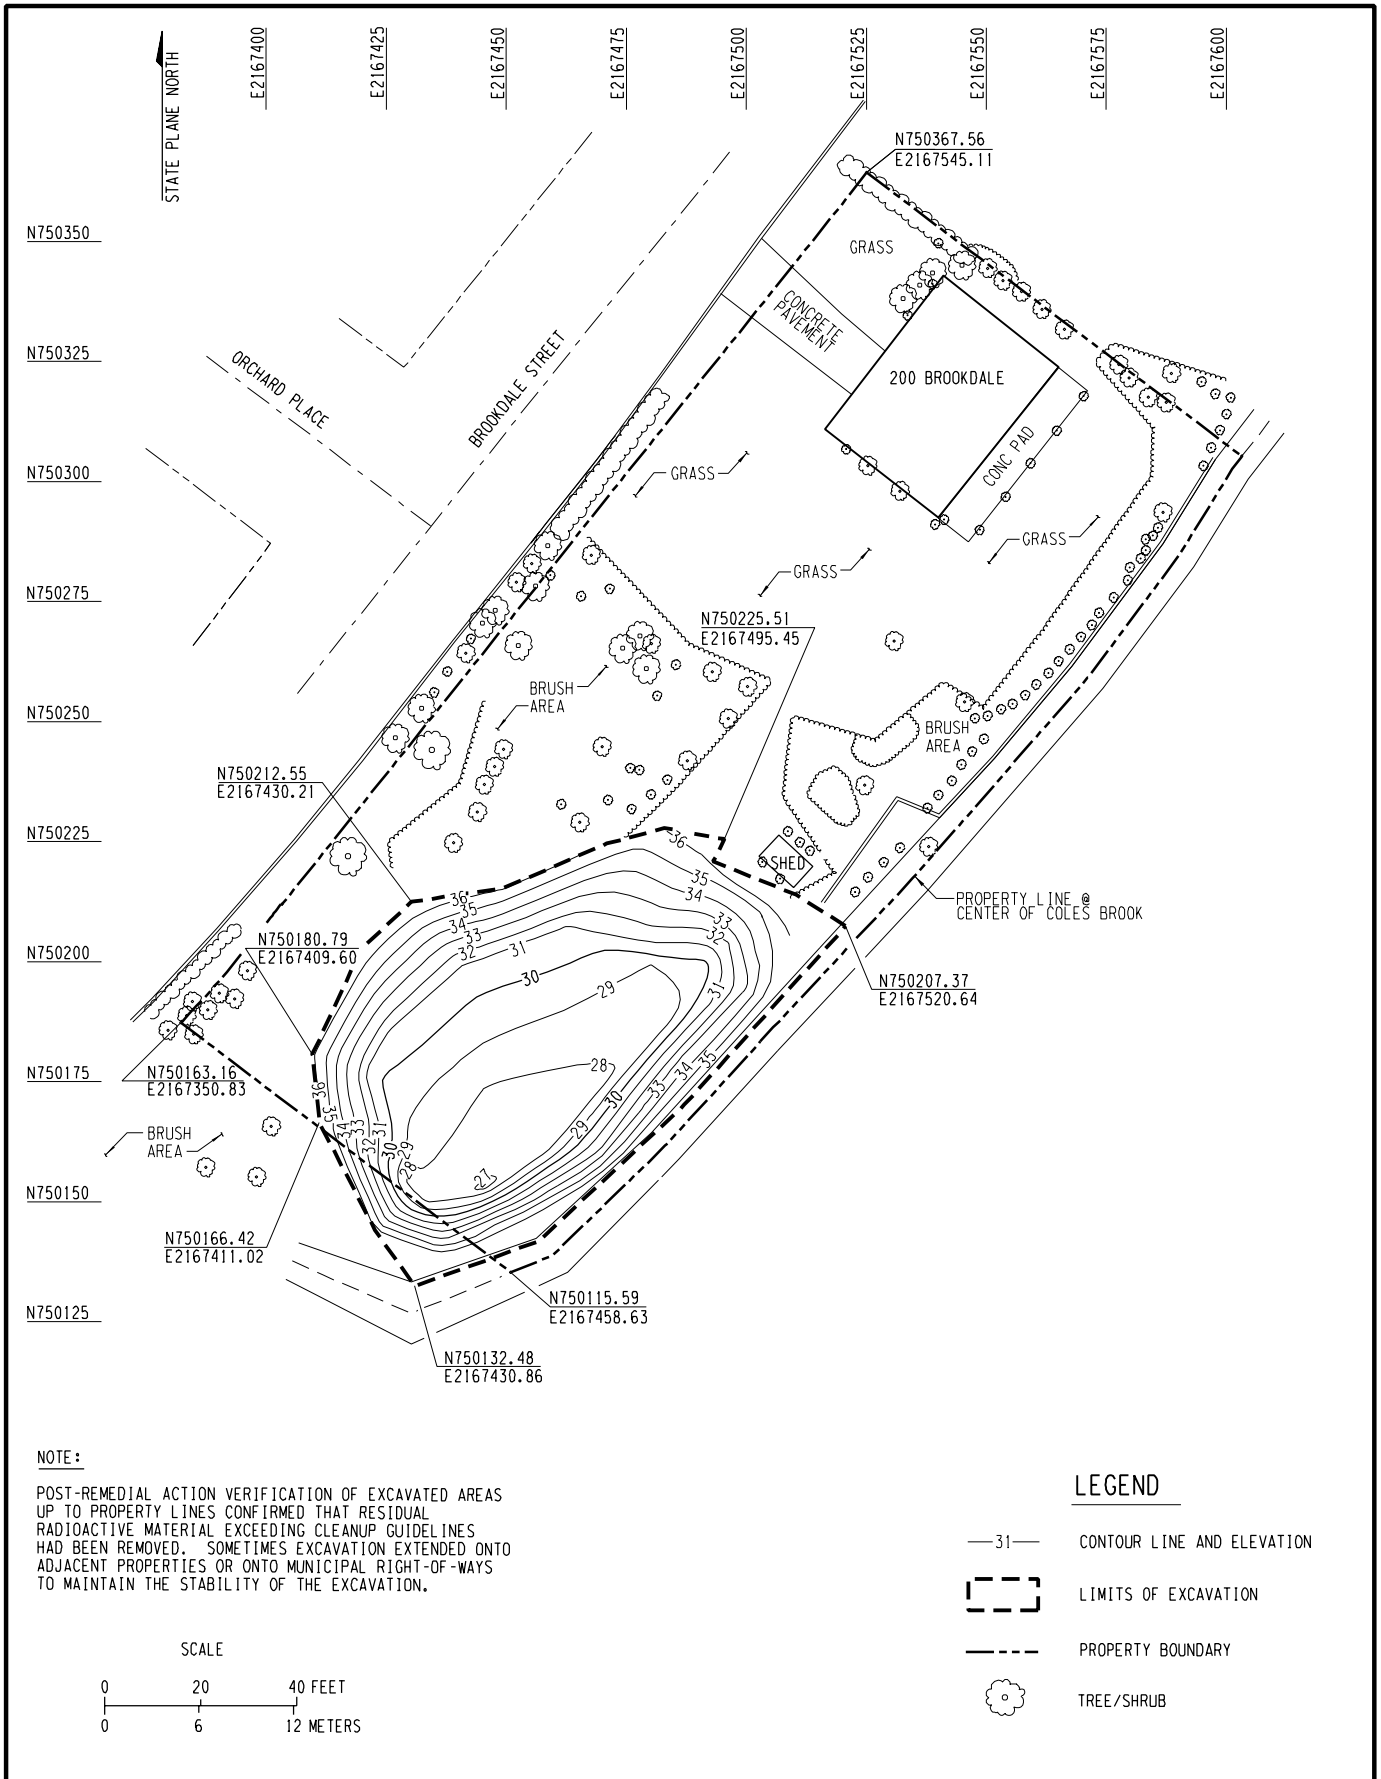 STATE PLANE NORTH
E2167400
E2167425
E2167450
E2167475
E2167500
E2167525
E2167550
E2167575
E2167600
N750367.56
E2167545.11
N750350
GRASS
CONCRETE
PAVEMENT
N750325
ORCHARD PLACE
BROOKDALE STREET
200 BROOKDALE
CONC PAD
N750300
GRASS
GRASS
GRASS
N750275
N750225.51
E2167495.45
BRUSH
AREA
N750250
BRUSH
AREA
N750212.55
E2167430.21
N750225
36
SHED
35
34
36
35
34
33
32
33
32
31
PROPERTY LINE @
CENTER OF COLES BROOK
N750180.79
E2167409.60
N750200
30
29
31
N750207.37
E2167520.64
28
35
34
33
30
29
N750175
N750163.16
E2167350.83
36
35
34
33
32
31
30
29
28
27
BRUSH
AREA
N750150
N750166.42
E2167411.02
N750115.59
E2167458.63
N750125
N750132.48
E2167430.86
NOTE:
POST-REMEDIAL ACTION VERIFICATION OF EXCAVATED AREAS
UP TO PROPERTY LINES CONFIRMED THAT RESIDUAL
RADIOACTIVE MATERIAL EXCEEDING CLEANUP GUIDELINES
HAD BEEN REMOVED. SOMETIMES EXCAVATION EXTENDED ONTO
ADJACENT PROPERTIES OR ONTO MUNICIPAL RIGHT-OF-WAYS
TO MAINTAIN THE STABILITY OF THE EXCAVATION.
SCALE
0 20 40 FEET
0 6 12 METERS
LEGEND
31 CONTOUR LINE AND ELEVATION
LIMITS OF EXCAVATION
PROPERTY BOUNDARY
TREE/SHRUB